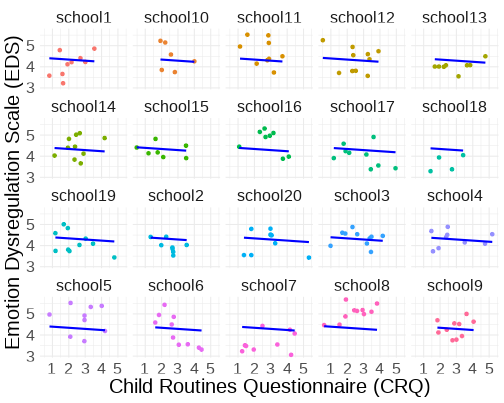 school1 school10 school11 school12 school13
5
4
3
school14 school15 school16 school17 school18
5
4
3
school19 school2 school20 school3 school4
5
4
3
school5 school6 school7 school8 school9
5
4
3
1 2 3 4 5 1 2 3 4 5 1 2 3 4 5 1 2 3 4 5 1 2 3 4 5
Child Routines Questionnaire (CRQ)
Emotion Dysregulation Scale (EDS)